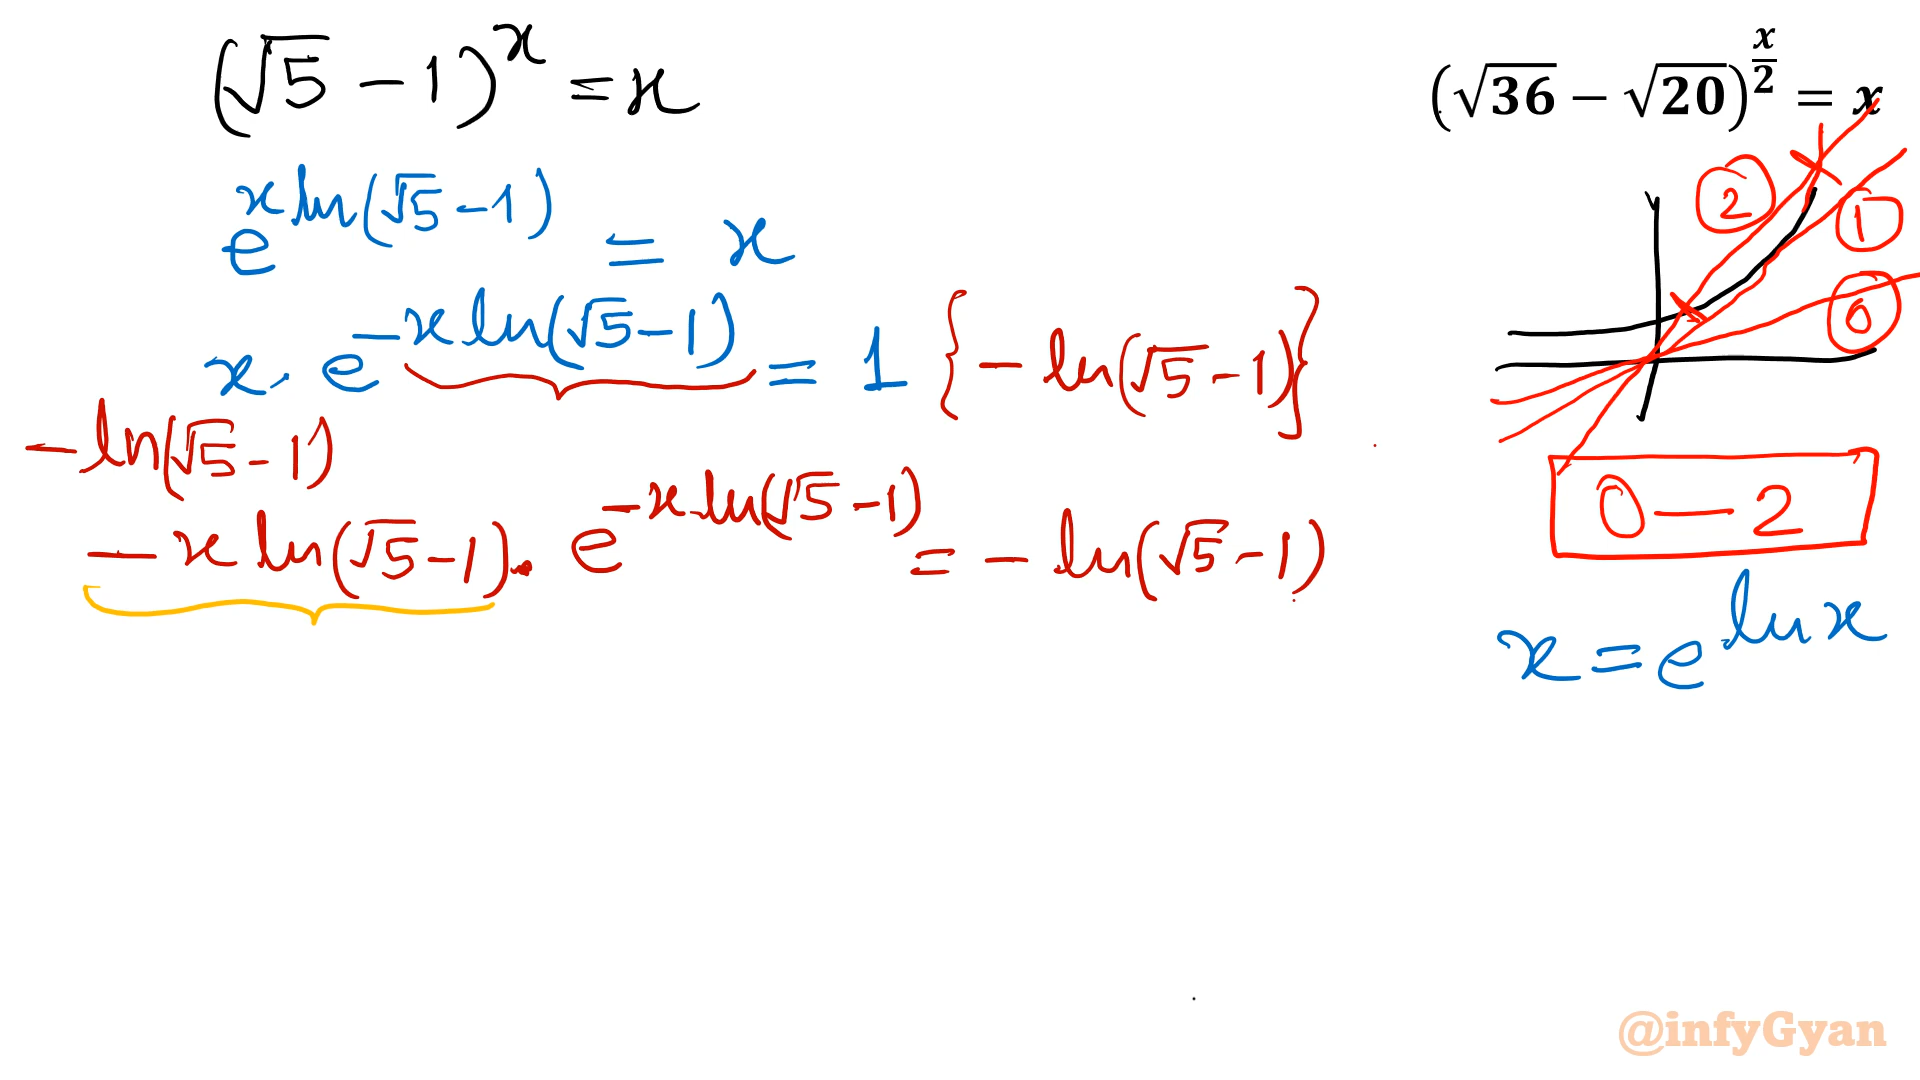 (√5 − 1)^x = x
(√36 − √20)^(x/2) = x
e^(x ln(√5 − 1)) = x
x · e^(−x ln(√5 − 1)) = 1 {− ln(√5 − 1)}
− ln(√5 − 1)
− x ln(√5 − 1) · e^(−x ln(√5 − 1)) = − ln(√5 − 1)
2
1
0
0 — 2
x = e^(ln x)
@infyGyan